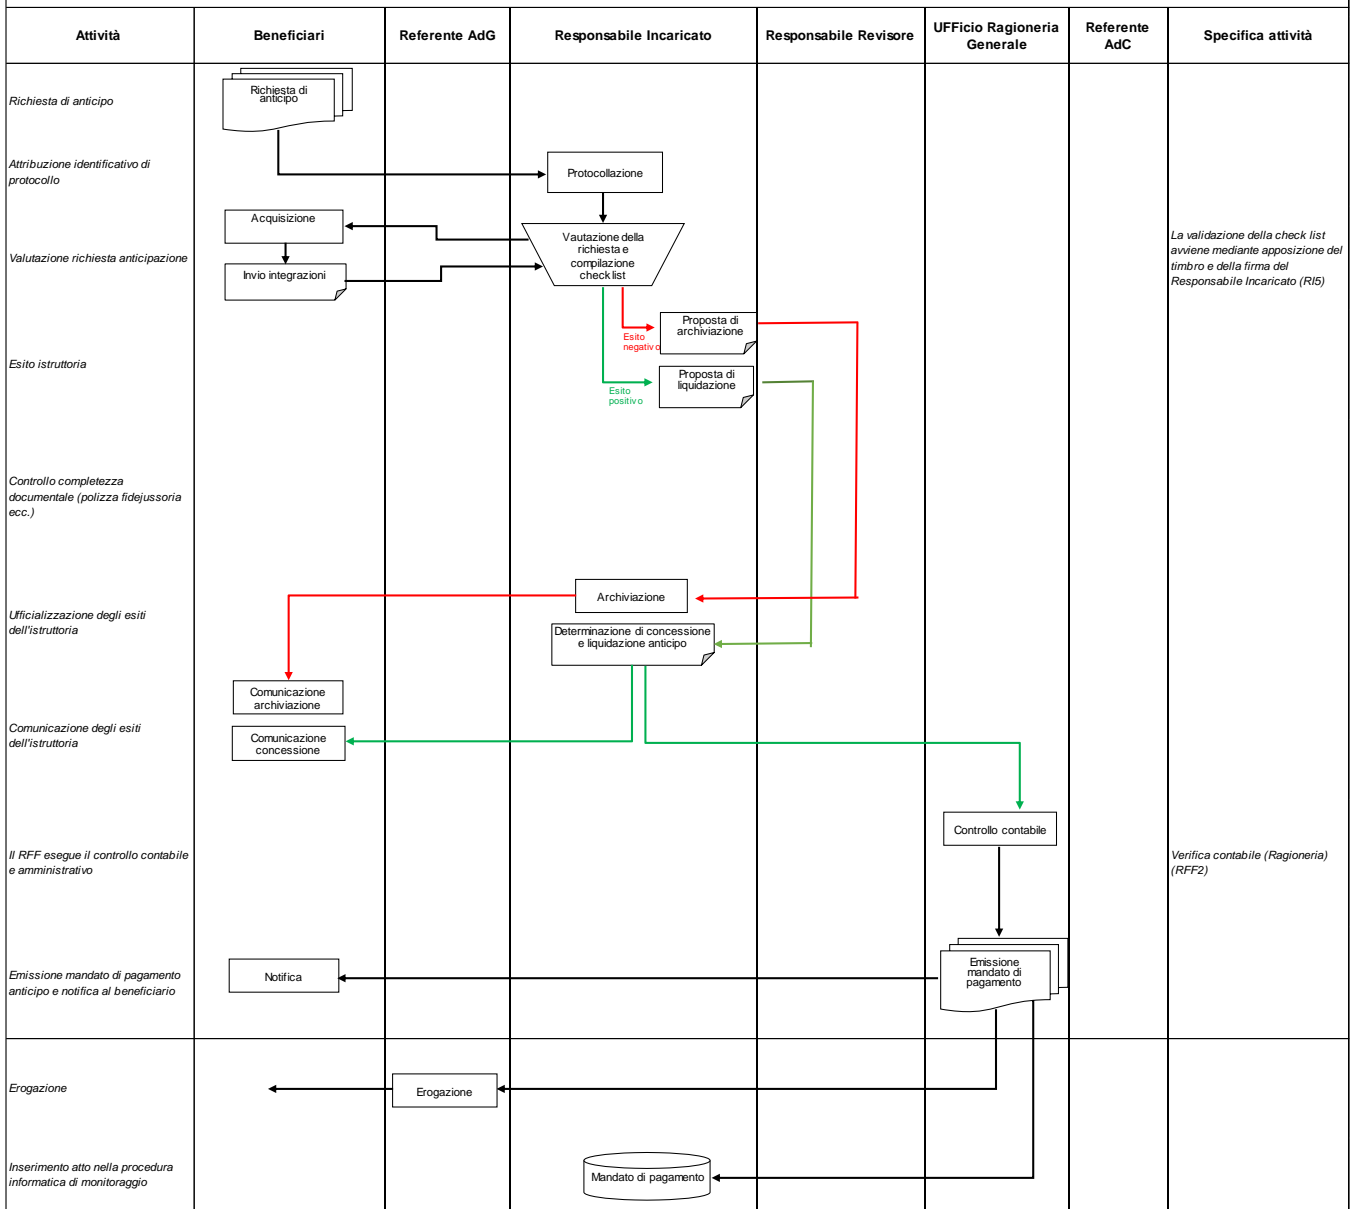 Attività
Beneficiari
Referente AdG
Responsabile Incaricato
Responsabile Revisore
UFFicio Ragioneria
Generale
Referente
AdC
Specifica attività
Richiesta di anticipo
Richiesta di
anticipo
Attribuzione identificativo di
protocollo
Protocollazione
Valutazione richiesta anticipazione
Acquisizione
Invio integrazioni
Vautazione della
richiesta e
compilazione
check list
La validazione della check list
avviene mediante apposizione del
timbro e della firma del
Responsabile Incaricato (RI5)
Esito istruttoria
Esito
negativo
Proposta di
archiviazione
Esito
positivo
Proposta di
liquidazione
Controllo completezza
documentale (polizza fidejussoria
ecc.)
Ufficializzazione degli esiti
dell'istruttoria
Archiviazione
Determinazione di concessione
e liquidazione anticipo
Comunicazione degli esiti
dell'istruttoria
Comunicazione
archiviazione
Comunicazione
concessione
Il RFF esegue il controllo contabile
e amministrativo
Controllo contabile
Verifica contabile (Ragioneria)
(RFF2)
Emissione mandato di pagamento
anticipo e notifica al beneficiario
Notifica
Emissione
mandato di
pagamento
Erogazione
Erogazione
Inserimento atto nella procedura
informatica di monitoraggio
Mandato di pagamento